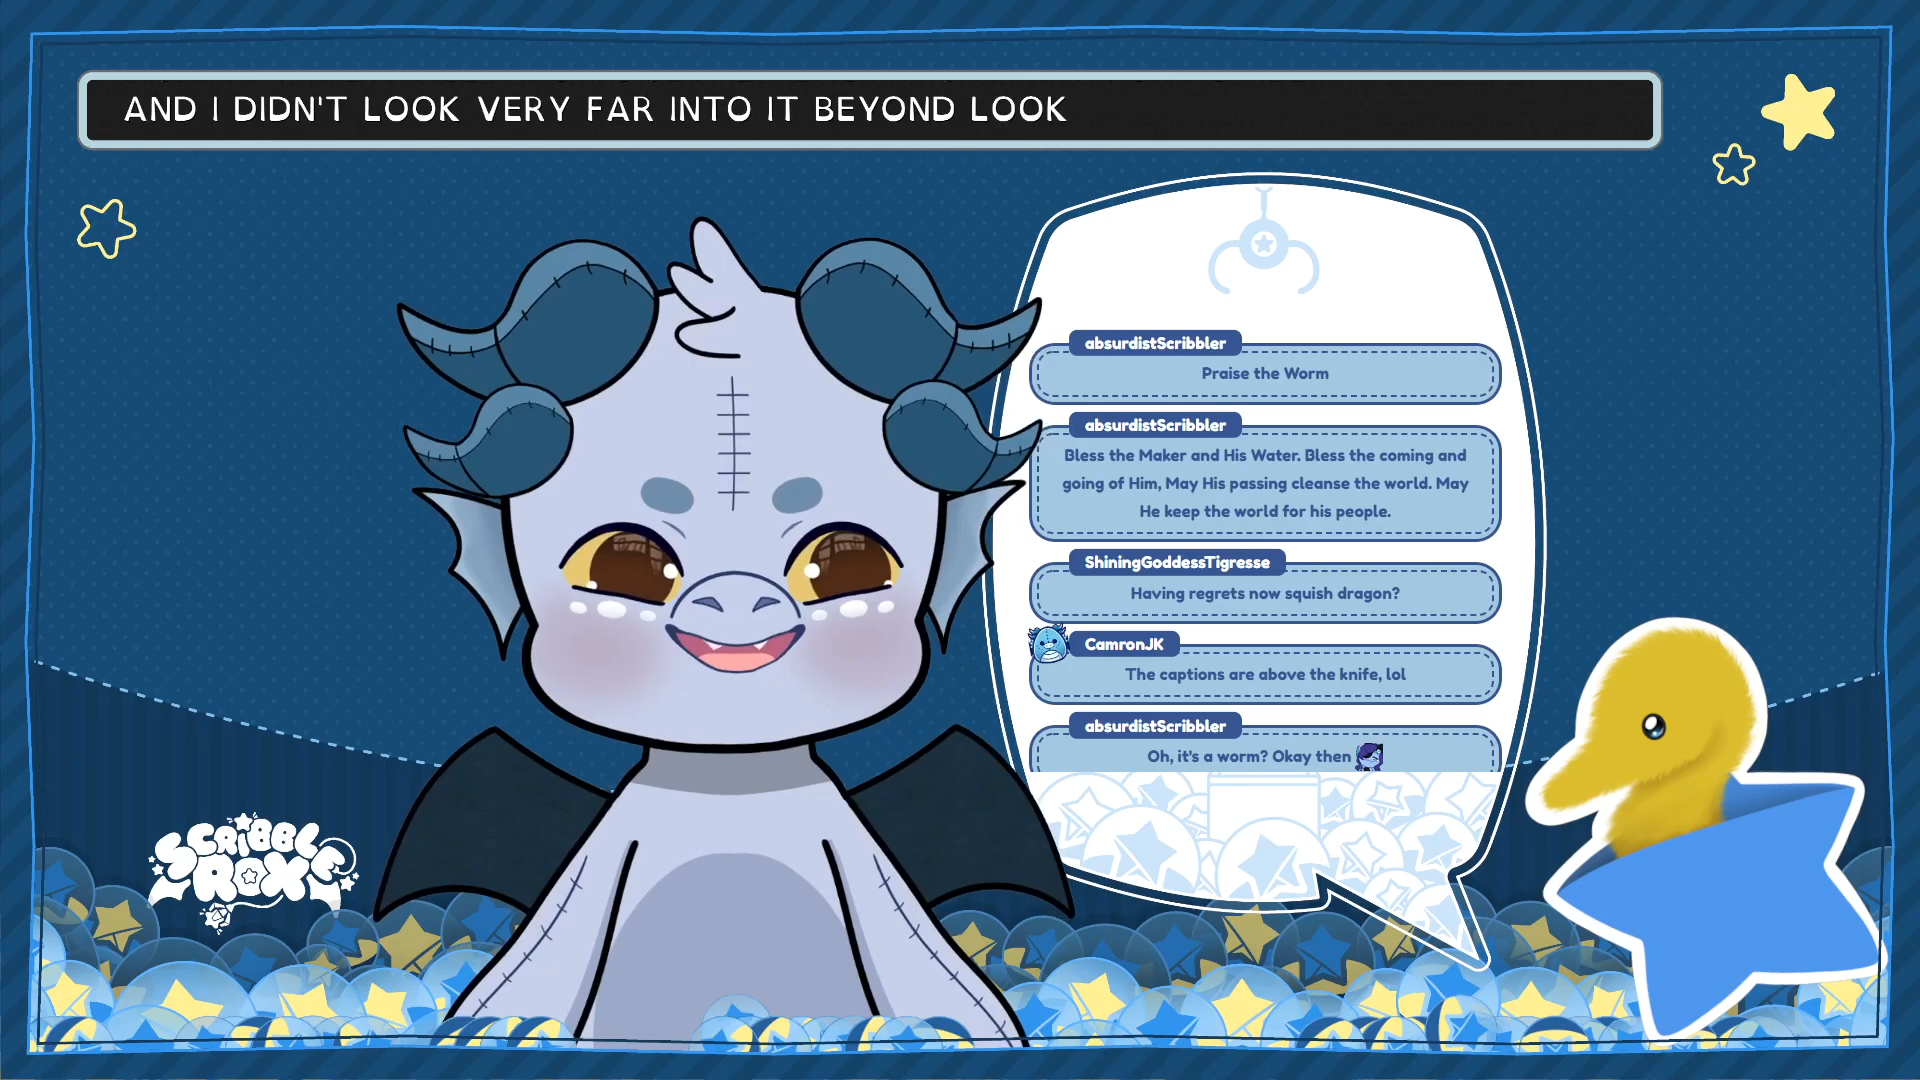 AND I DIDN'T LOOK VERY FAR INTO IT BEYOND LOOK
absurdistScribbler
Praise the Worm
absurdistScribbler
Bless the Maker and His Water. Bless the coming and
going of Him, May His passing cleanse the world. May
He keep the world for his people.
ShiningGoddessTigresse
Having regrets now squish dragon?
CamronJK
The captions are above the knife, lol
absurdistScribbler
Oh, it's a worm? Okay then
SCRIBBLE
ROX